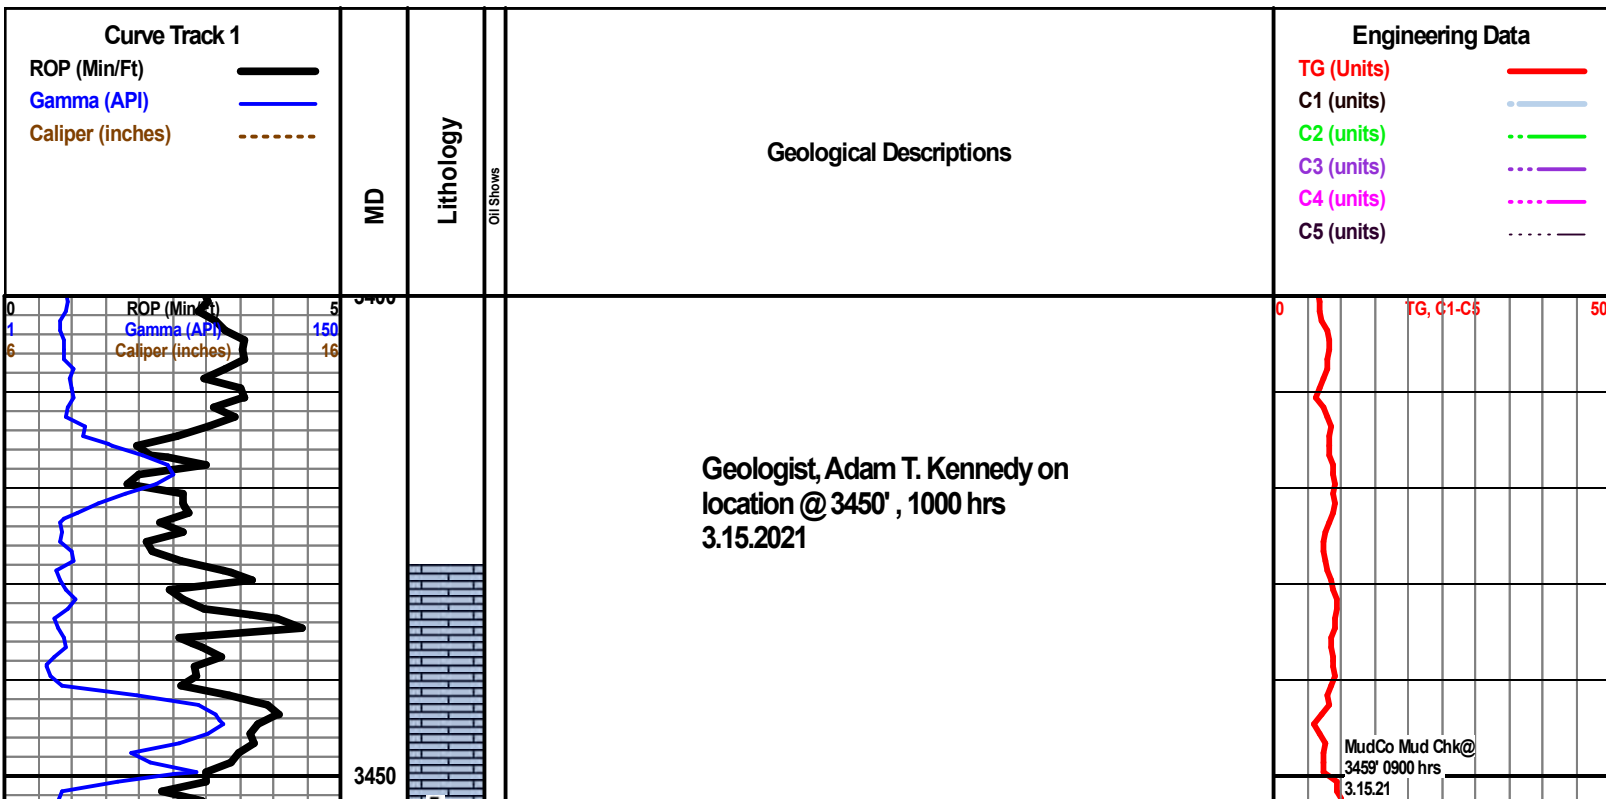 Curve Track 1
ROP (Min/Ft)
Gamma (API)
Caliper (inches)
MD
Lithology
Oil Shows
Geological Descriptions
Engineering Data
TG (Units)
C1 (units)
C2 (units)
C3 (units)
C4 (units)
C5 (units)
0 ROP (Min/Ft) 5
1 Gamma (API) 150
6 Caliper (inches) 16
3400
0 TG, C1-C5 50
Geologist, Adam T. Kennedy on
location @ 3450' , 1000 hrs
3.15.2021
MudCo Mud Chk@
3459' 0900 hrs
3.15.21
3450